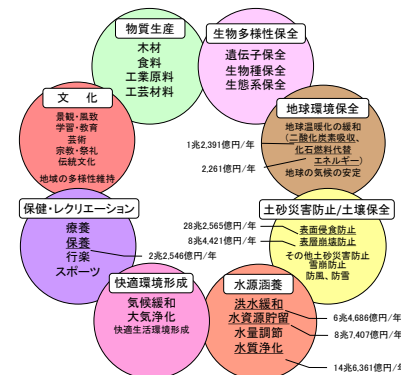 物質生産
木材
食料
工業原料
工芸材料
生物多様性保全
遺伝子保全
生物種保全
生態系保全
文　化
景観・風致
学習・教育
芸術
宗教・祭礼
伝統文化
地域の多様性維持
地球環境保全
地球温暖化の緩和
(二酸化炭素吸収、
化石燃料代替
エネルギー)
地球の気候の安定
1兆2,391億円/年
2,261億円/年
保健・レクリエーション
療養
保養
行楽
スポーツ
2兆2,546億円/年
土砂災害防止/土壌保全
表面侵食防止
表層崩壊防止
その他土砂災害防止
雪崩防止
防風、防雪
28兆2,565億円/年
8兆4,421億円/年
快適環境形成
気候緩和
大気浄化
快適生活環境形成
水源涵養
洪水緩和
水資源貯留
水量調節
水質浄化
6兆4,686億円/年
8兆7,407億円/年
14兆6,361億円/年